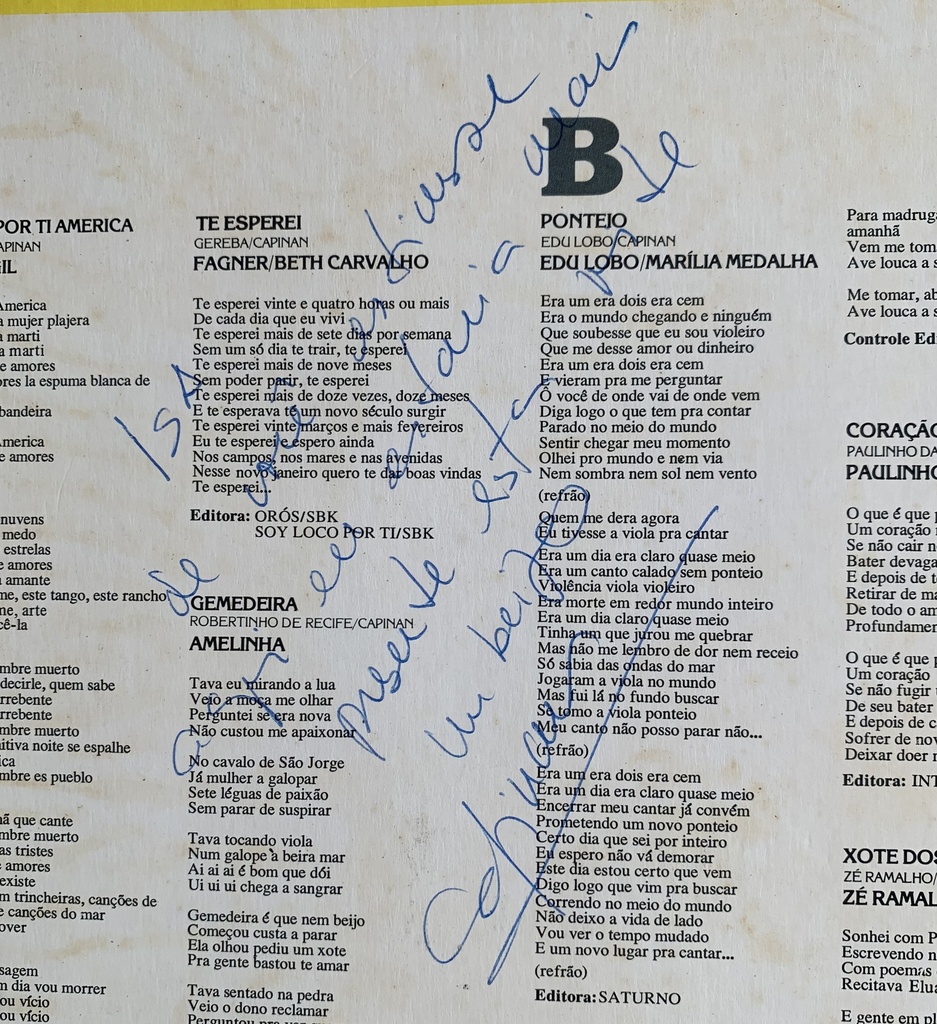 POR TI AMERICA
APINAN
GIL
America
a mujer plajera
a marti
a marti
e amores
ores la espuma blanca de
bandeira
America
e amores
nuvens
medo
estrelas
e amores
amante
me, este tango, este rancho
ne, arte
cê-la
mbre muerto
decirle, quem sabe
rrebente
rrebente
mbre muerto
nitiva noite se espalhe
ica
mbre es pueblo
hã que cante
mbre muerto
as tristes
e amores
existe
m trincheiras, canções de
e canções do mar
over
sagem
n dia vou morrer
ou vício
ou vício
TE ESPEREI
GEREBA/CAPINAN
FAGNER/BETH CARVALHO
Te esperei vinte e quatro horas ou mais
De cada dia que eu vivi
Te esperei mais de sete dias por semana
Sem um só dia te trair, te esperei
Te esperei mais de nove meses
Sem poder parir, te esperei
Te esperei mais de doze vezes, doze meses
E te esperava té um novo século surgir
Te esperei vinte marços e mais fevereiros
Eu te esperei e espero ainda
Nos campos, nos mares e nas avenidas
Nesse novo janeiro quero te dar boas vindas
Te esperei...
Editora: ORÓS/SBK
SOY LOCO POR TI/SBK
GEMEDEIRA
ROBERTINHO DE RECIFE/CAPINAN
AMELINHA
Tava eu mirando a lua
Veio a moça me olhar
Perguntei se era nova
Não custou me apaixonar
No cavalo de São Jorge
Já mulher a galopar
Sete léguas de paixão
Sem parar de suspirar
Tava tocando viola
Num galope à beira mar
Ai ai ai é bom que dói
Ui ui ui chega a sangrar
Gemedeira é que nem beijo
Começou custa a parar
Ela olhou pediu um xote
Pra gente bastou te amar
Tava sentado na pedra
Veio o dono reclamar
Perguntou
B
PONTEIO
EDU LOBO/CAPINAN
EDU LOBO/MARÍLIA MEDALHA
Era um era dois era cem
Era o mundo chegando e ninguém
Que soubesse que eu sou violeiro
Que me desse amor ou dinheiro
Era um era dois era cem
E vieram pra me perguntar
Ô você de onde vai de onde vem
Diga logo o que tem pra contar
Parado no meio do mundo
Sentir chegar meu momento
Olhei pro mundo e nem via
Nem sombra nem sol nem vento
(refrão)
Quem me dera agora
Eu tivesse a viola pra cantar
Era um dia era claro quase meio
Era um canto calado sem ponteio
Violência viola violeiro
Era morte em redor mundo inteiro
Era um dia claro quase meio
Tinha um que jurou me quebrar
Mas não me lembro de dor nem receio
Só sabia das ondas do mar
Jogaram a viola no mundo
Mas fui lá no fundo buscar
Se tomo a viola ponteio
Meu canto não posso parar não...
(refrão)
Era um era dois era cem
Era um dia era claro quase meio
Encerrar meu cantar já convém
Prometendo um novo ponteio
Certo dia que sei por inteiro
Eu espero não vá demorar
Este dia estou certo que vem
Digo logo que vim pra buscar
Correndo no meio do mundo
Não deixo a vida de lado
Vou ver o tempo mudado
E um novo lugar pra cantar...
(refrão)
Editora: SATURNO
Para madruga
amanhã
Vem me tom
Ave louca a s
Me tomar, ab
Ave louca a s
Controle Ed
CORAÇÃO
PAULINHO DA
PAULINHO
O que é que p
Um coração
Se não cair n
Bater devaga
E depois de t
Retirar de ma
De todo o am
Profundamen
O que é que p
Um coração
Se não fugir
De seu bater
E depois de c
Sofrer de nov
Deixar doer
Editora: INT
XOTE DOS
ZÉ RAMALHO/
ZÉ RAMAL
Sonhei com P
Escrevendo n
Com poemas
Recitava Elua
E gente em pl
ISA
eu estaria mais
presente
um beijo
Capinan